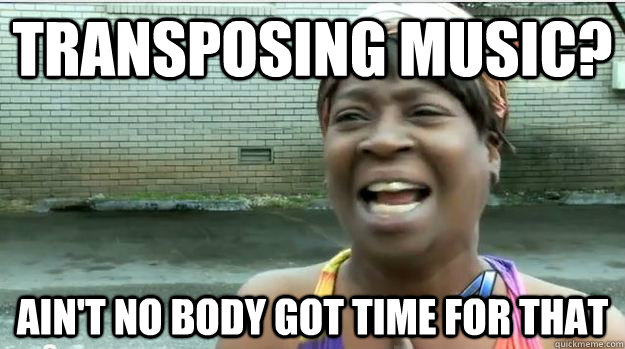 TRANSPOSING MUSIC?
AIN'T NO BODY GOT TIME FOR THAT
quickmeme.com